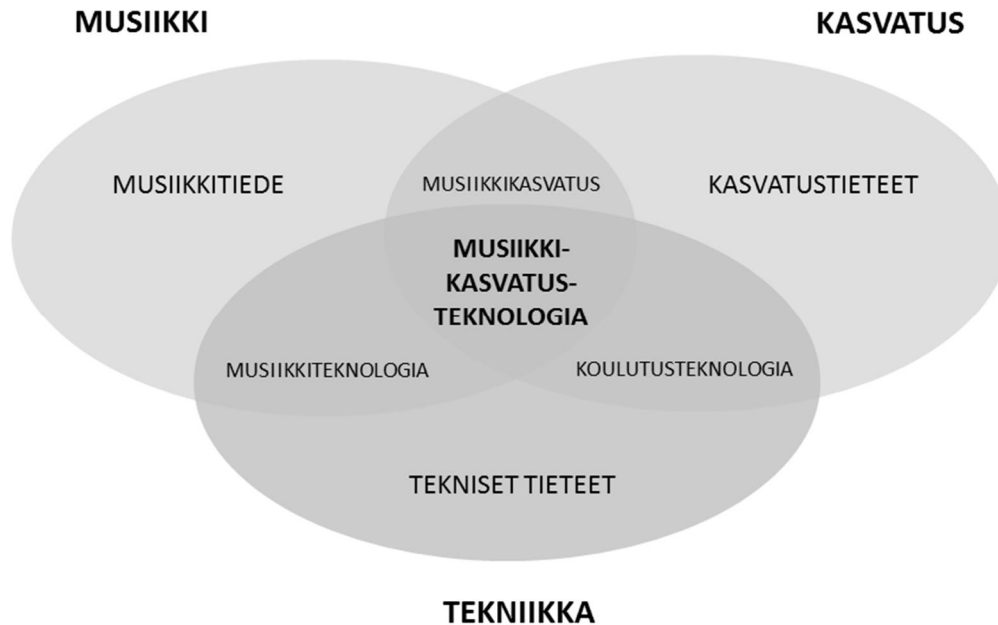 MUSIIKKI
KASVATUS
MUSIIKKITIEDE
MUSIIKKIKASVATUS
KASVATUSTIETEET
MUSIIKKI-
KASVATUS-
TEKNOLOGIA
MUSIIKKITEKNOLOGIA
KOULUTUSTEKNOLOGIA
TEKNISET TIETEET
TEKNIIKKA